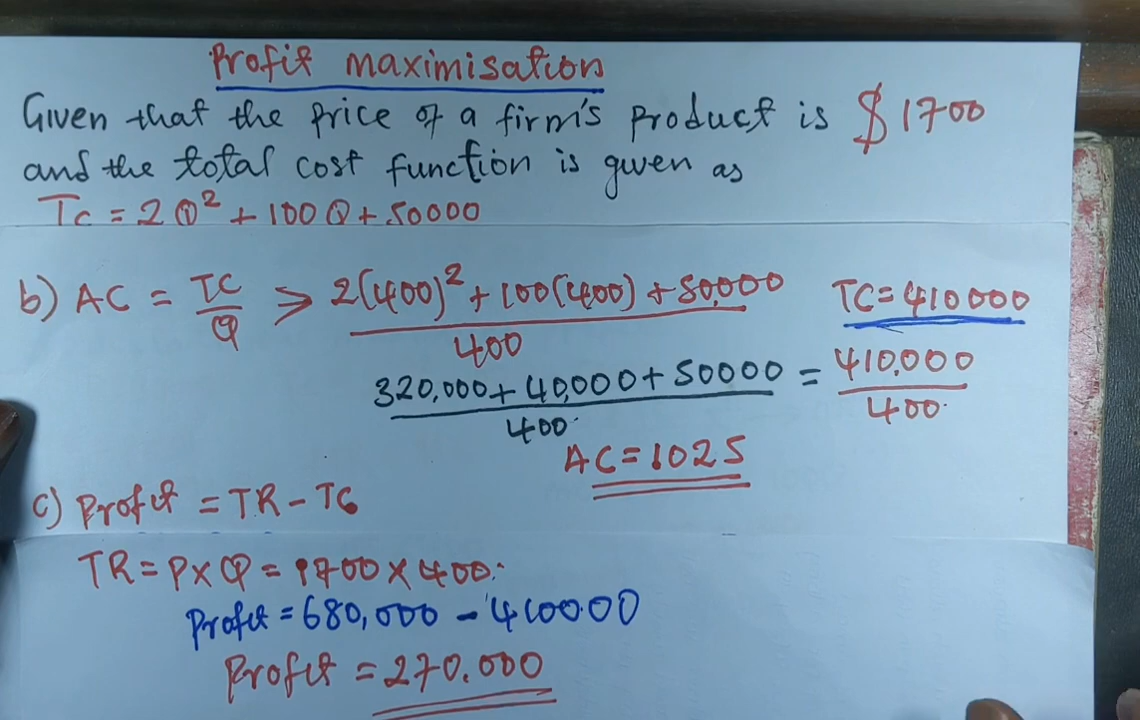 Profit maximisation
Given that the price of a firm's product is $1700
and the total cost function is given as
TC = 2Q² + 100Q + 50000
b) AC = TC/Q ⇒ 2(400)² + 100(400) + 50,000 / 400 TC = 410000
320,000 + 40,000 + 50000 / 400 = 410,000 / 400
AC = 1025
c) Profit = TR - TC
TR = P×Q = 1700 × 400
Profit = 680,000 - 410000
Profit = 270.000